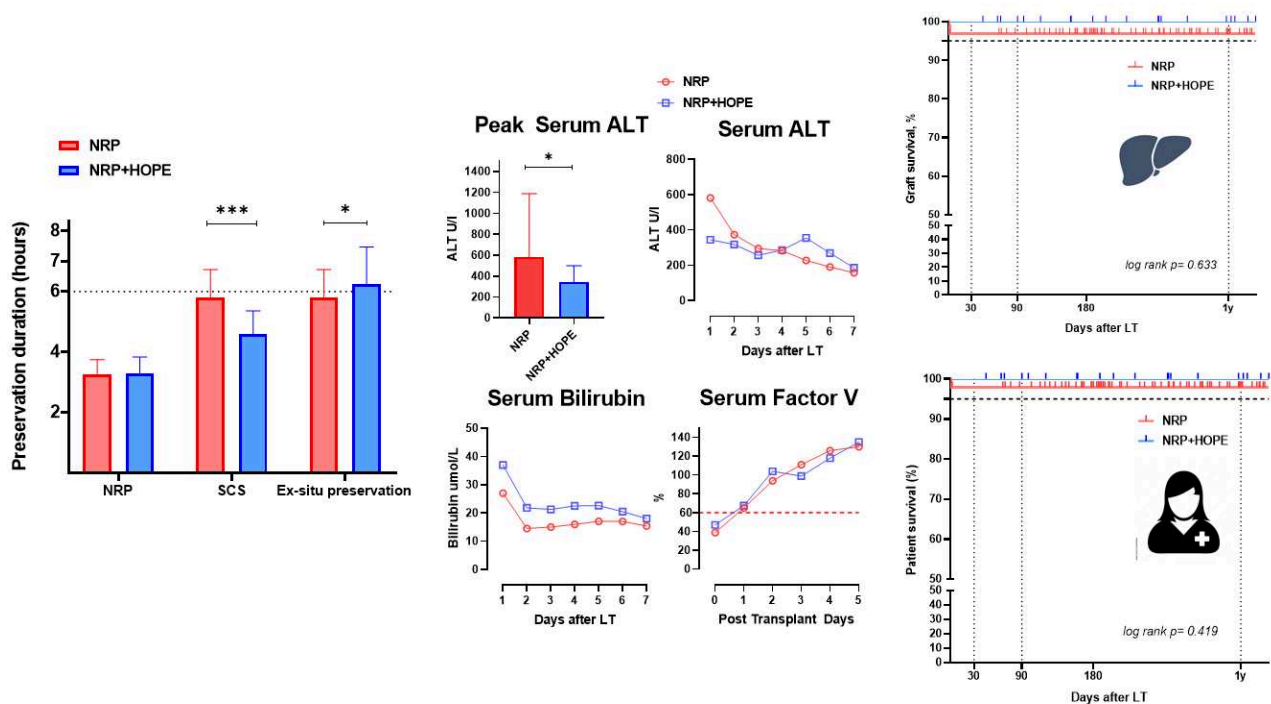 NRP
NRP+HOPE
Preservation duration (hours)
8
7
6
4
2
***
*
NRP
SCS
Ex-situ preservation
NRP
NRP+HOPE
Peak Serum ALT
ALT U/I
1400
1200
1000
800
600
400
200
0
*
NRP
NRP+HOPE
Serum ALT
ALT U/I
800
600
400
200
0
1 2 3 4 5 6 7
Days after LT
Serum Bilirubin
Bilirubin umol/L
50
40
30
20
10
0
1 2 3 4 5 6 7
Days after LT
Serum Factor V
%
140
120
100
80
60
40
20
0
0 1 2 3 4 5
Post Transplant Days
Graft survival, %
100
90
80
70
60
50
50
40
30
20
10
0
NRP
NRP+HOPE
log rank p= 0.633
30 90 180 1y
Days after LT
Patient survival (%)
100
90
80
70
60
50
50
40
30
20
10
0
NRP
NRP+HOPE
log rank p= 0.419
30 90 180 1y
Days after LT